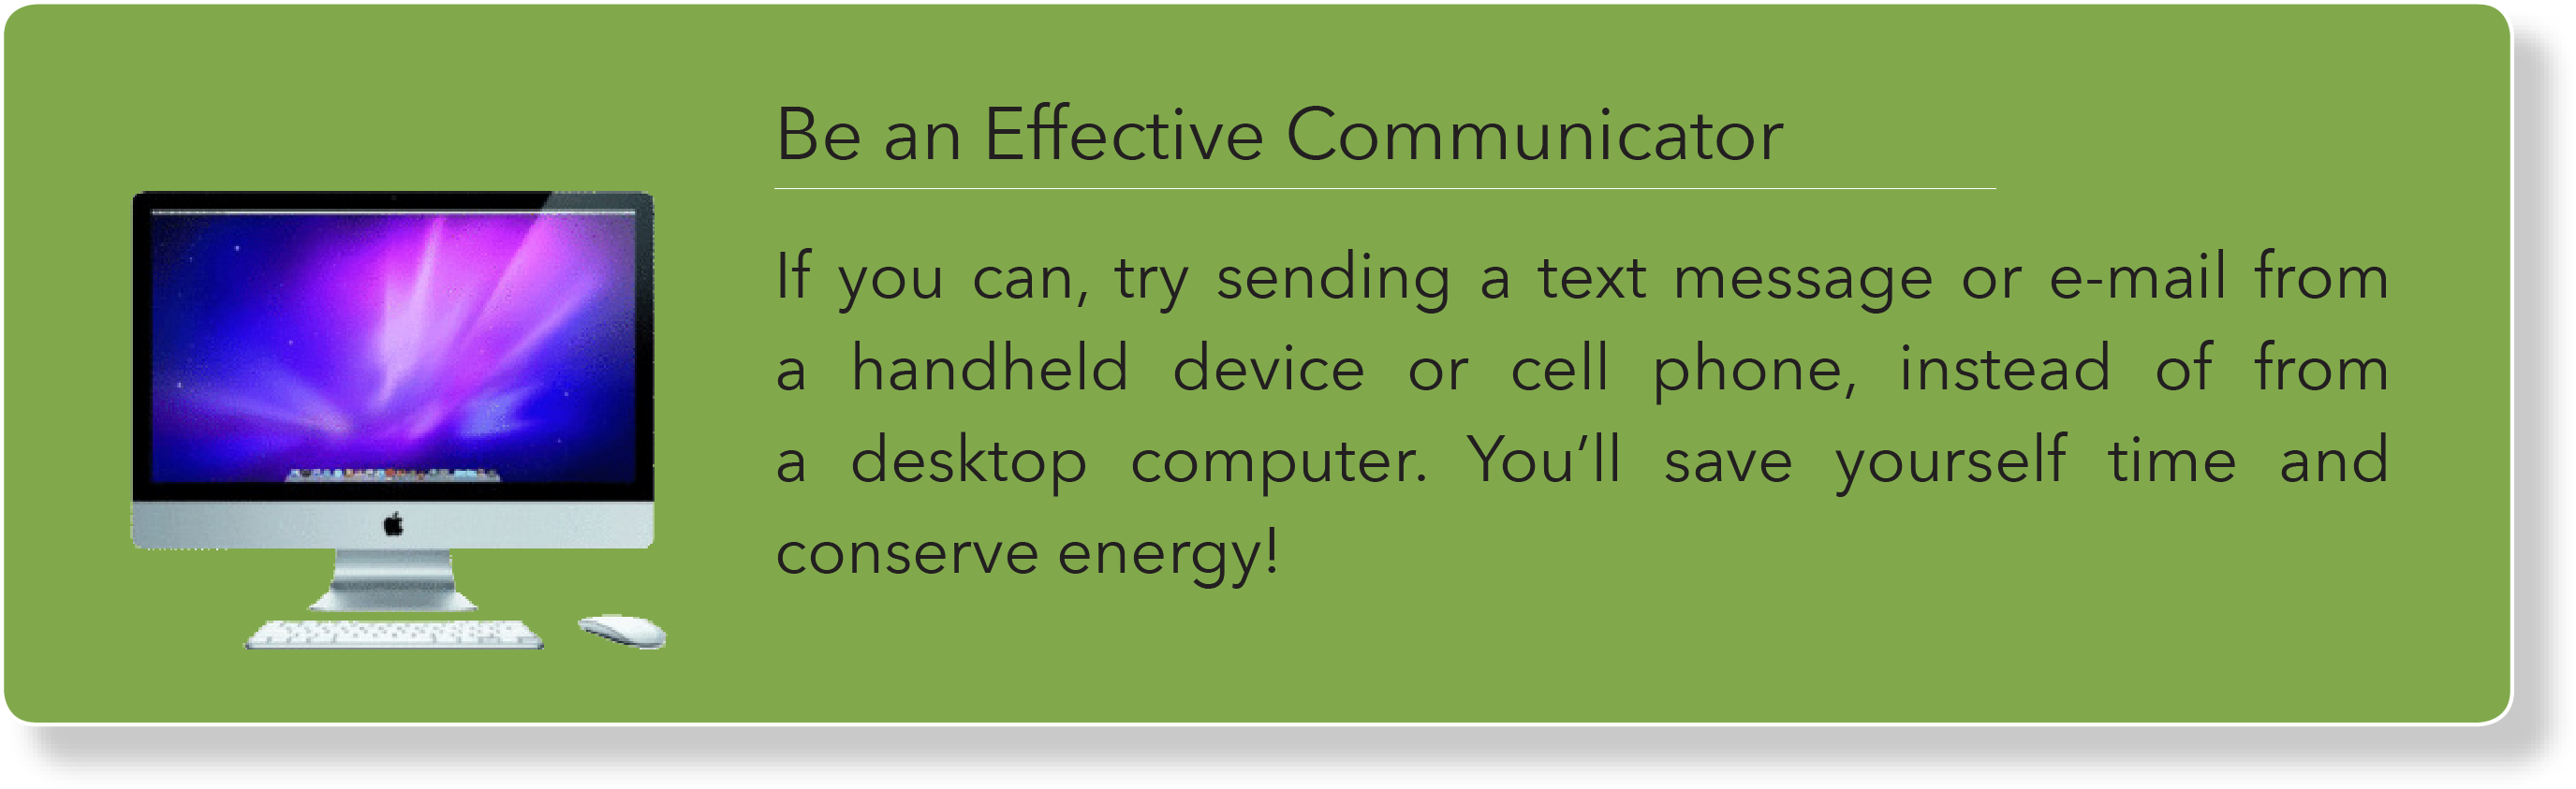 Be an Effective Communicator
If you can, try sending a text message or e-mail from
a handheld device or cell phone, instead of from
a desktop computer. You’ll save yourself time and
conserve energy!